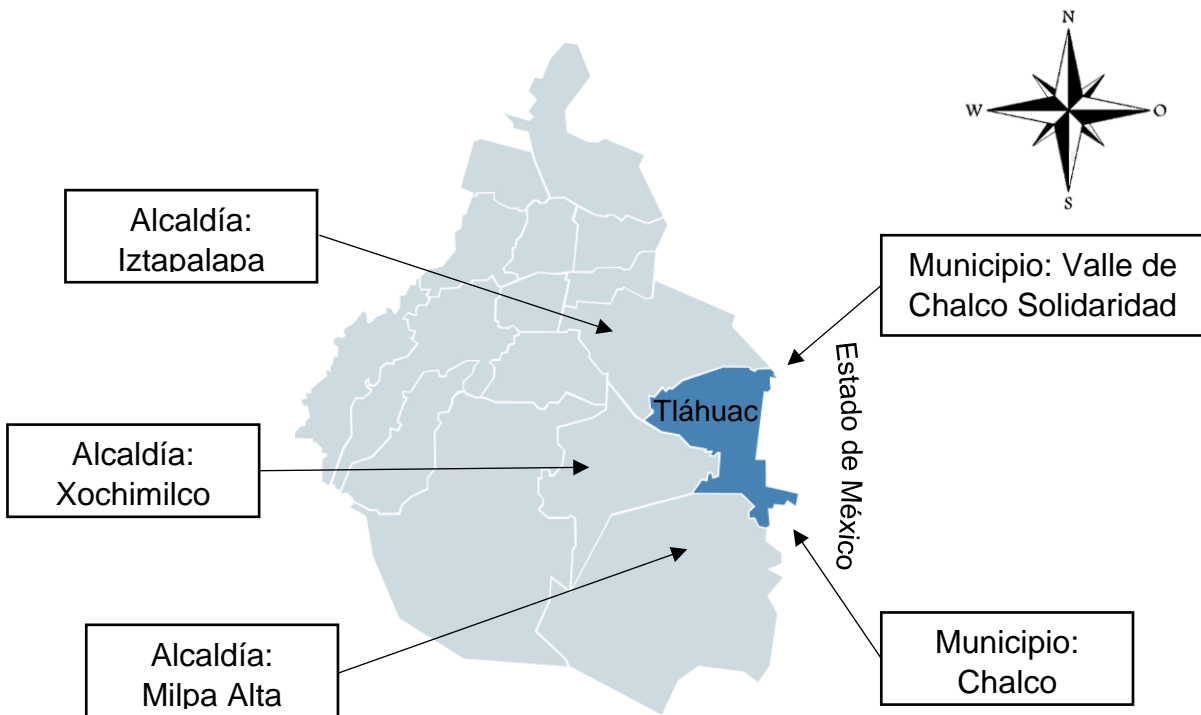 N
W
O
S
Alcaldía:
Iztapalapa
Municipio: Valle de
Chalco Solidaridad
Estado de México
Tláhuac
Alcaldía:
Xochimilco
Alcaldía:
Milpa Alta
Municipio:
Chalco